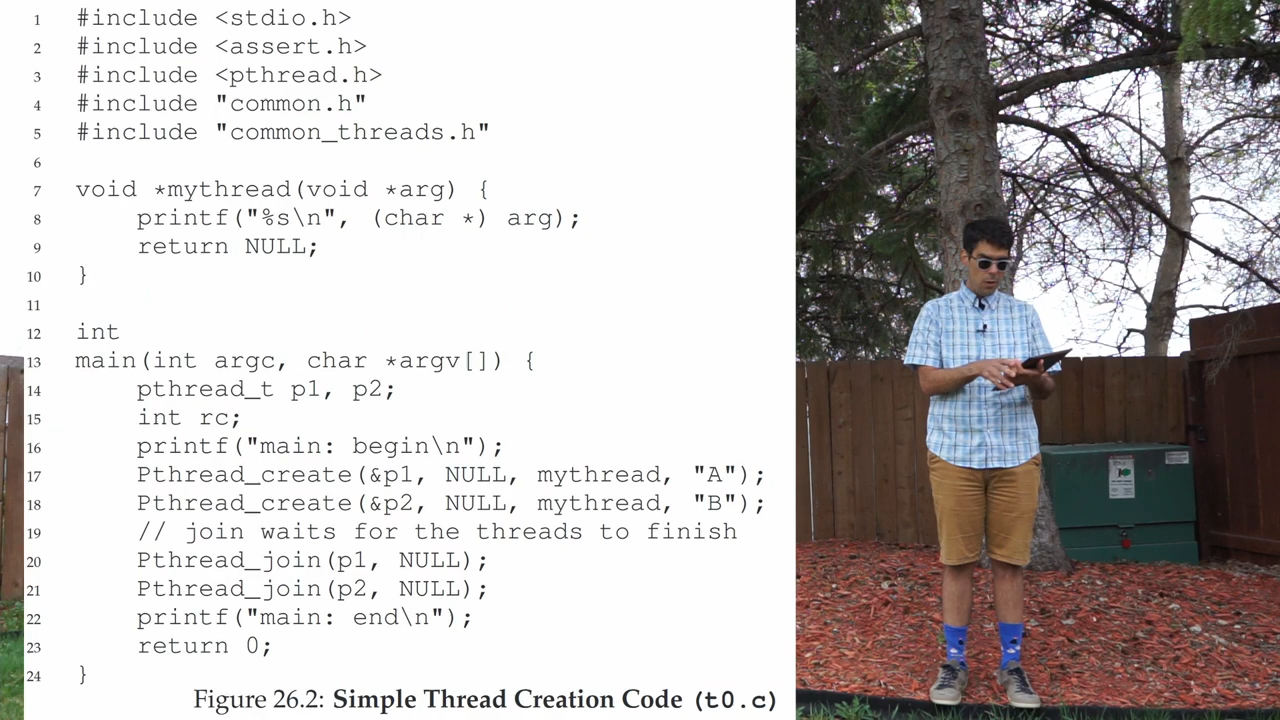 1 #include <stdio.h>
2 #include <assert.h>
3 #include <pthread.h>
4 #include "common.h"
5 #include "common_threads.h"
6
7 void *mythread(void *arg) {
8     printf("%s\n", (char *) arg);
9     return NULL;
10 }
11
12 int
13 main(int argc, char *argv[]) {
14     pthread_t p1, p2;
15     int rc;
16     printf("main: begin\n");
17     Pthread_create(&p1, NULL, mythread, "A");
18     Pthread_create(&p2, NULL, mythread, "B");
19     // join waits for the threads to finish
20     Pthread_join(p1, NULL);
21     Pthread_join(p2, NULL);
22     printf("main: end\n");
23     return 0;
24 }
Figure 26.2: Simple Thread Creation Code (t0.c)